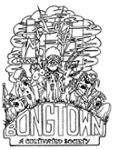 BONGTOWN
A CULTIVATED SOCIETY